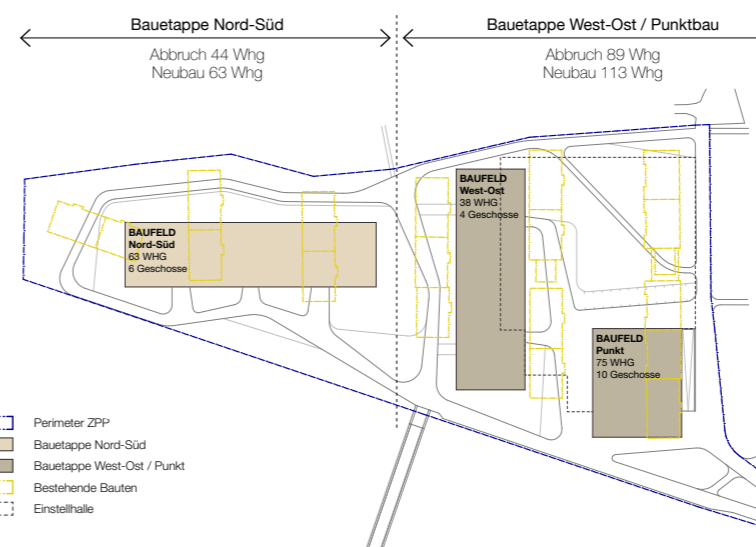 Bauetappe Nord-Süd
Abbruch 44 Whg
Neubau 63 Whg
Bauetappe West-Ost / Punktbau
Abbruch 89 Whg
Neubau 113 Whg
BAUFELD
Nord-Süd
63 WHG
6 Geschosse
BAUFELD
West-Ost
38 WHG
4 Geschosse
BAUFELD
Punkt
75 WHG
10 Geschosse
Perimeter ZPP
Bauetappe Nord-Süd
Bauetappe West-Ost / Punkt
Bestehende Bauten
Einstellhalle